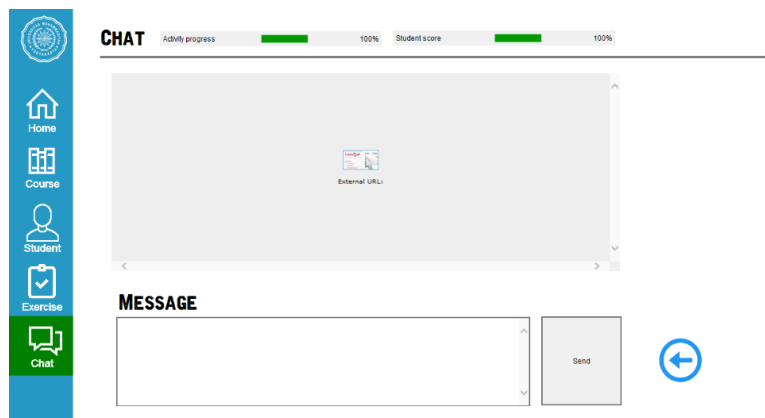 CHAT
Activity progress 100% Student score 100%
Home
Course
Student
Exercise
Chat
External URL:
MESSAGE
Send